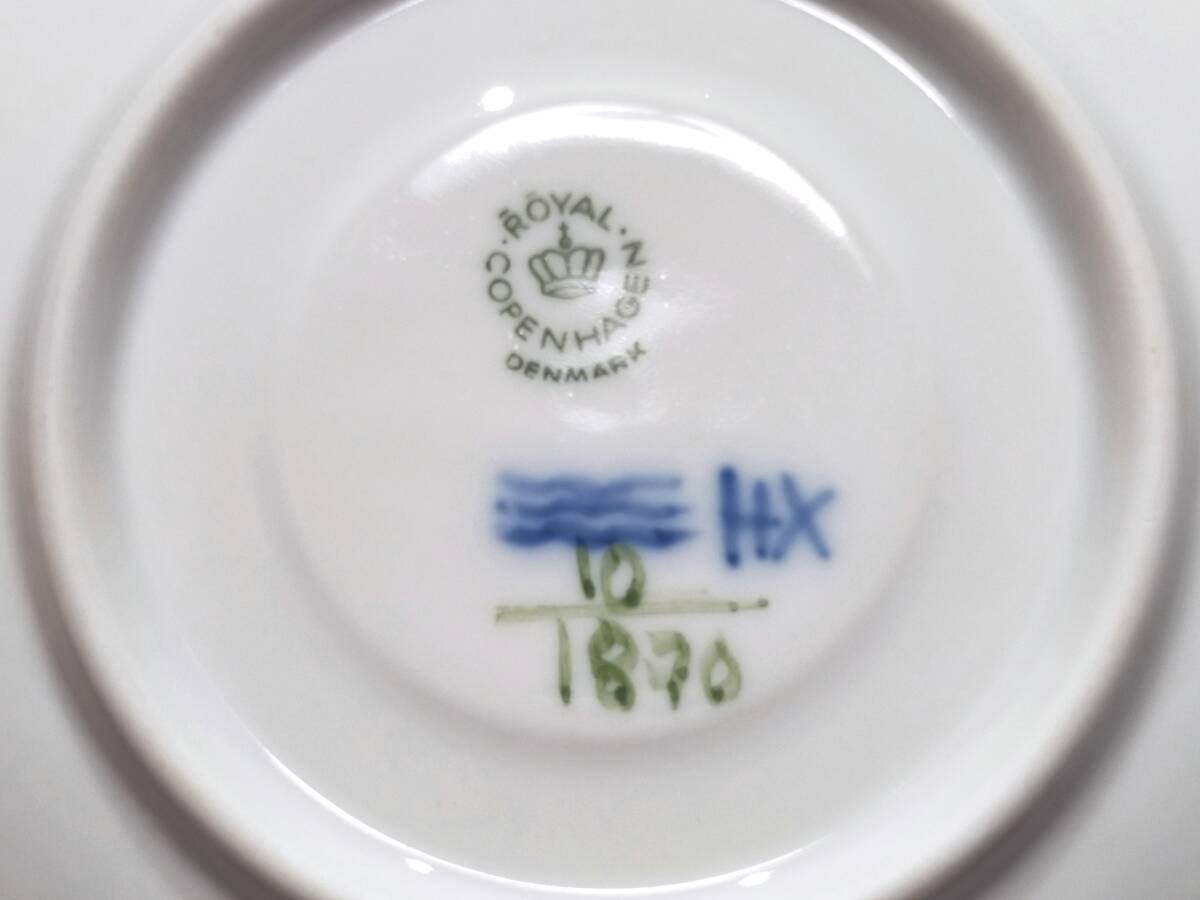 ROYAL · COPENHAGEN ·
DENMARK
HX
10
1870